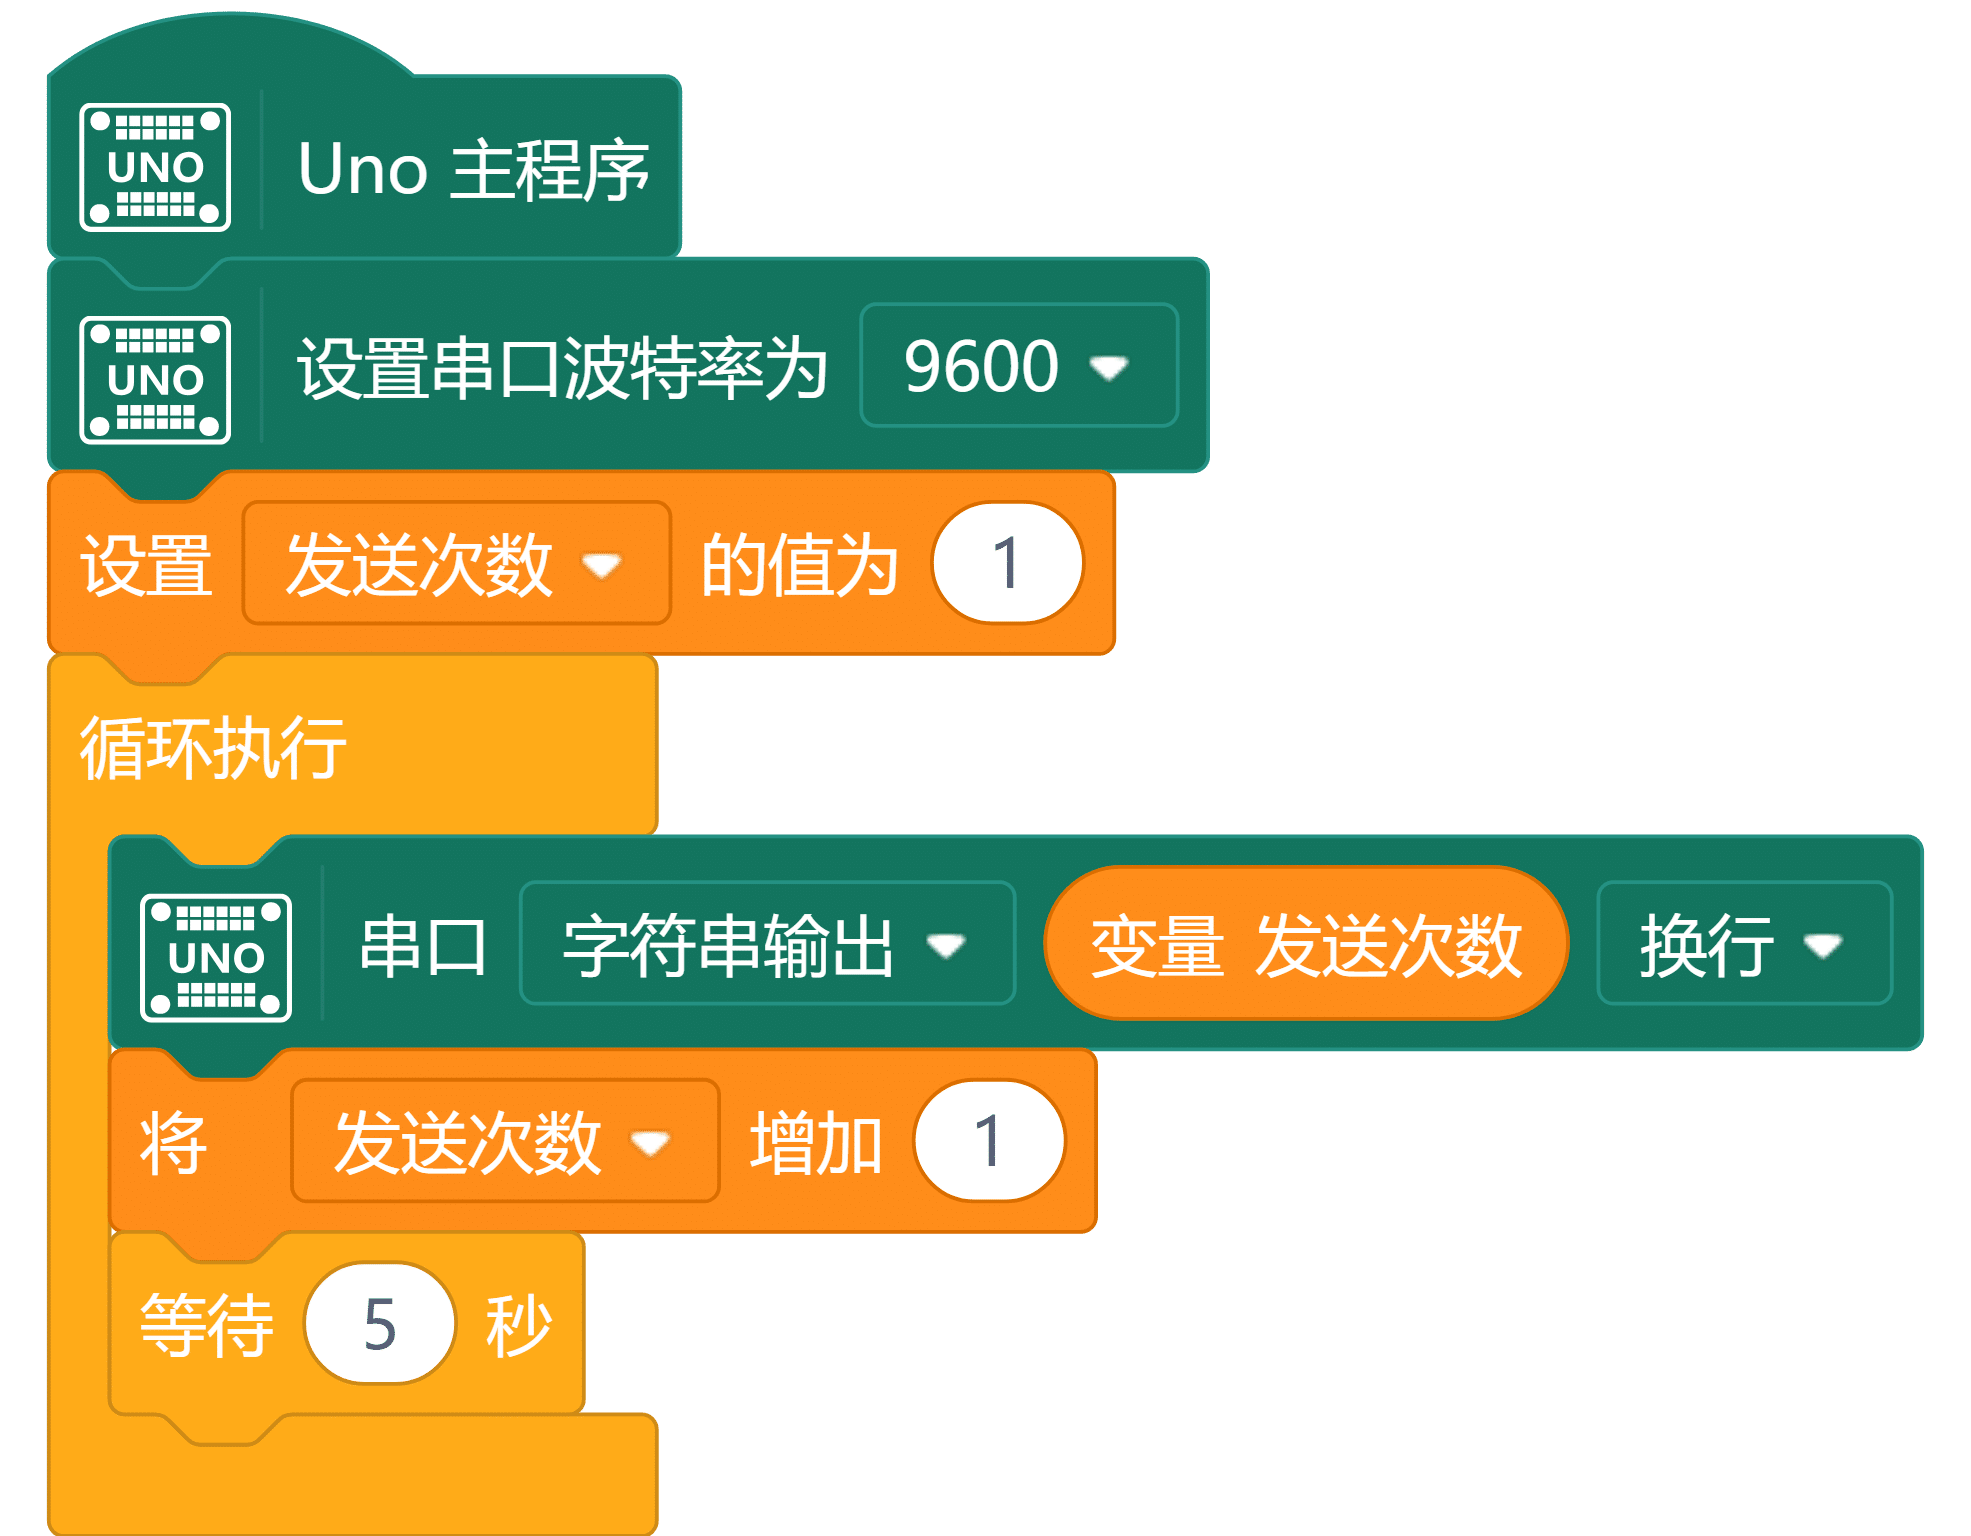 UNO Uno 主程序
UNO 设置串口波特率为 9600
设置 发送次数 的值为 1
循环执行
UNO 串口 字符串输出 变量 发送次数 换行
将 发送次数 增加 1
等待 5 秒